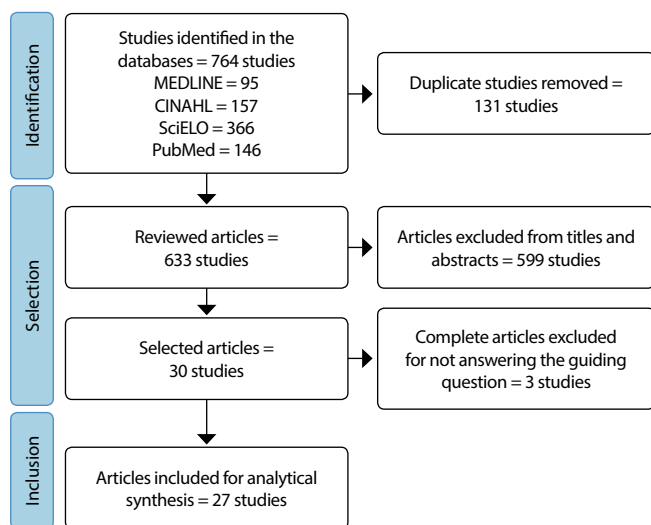 Identification
Studies identified in the
databases = 764 studies
MEDLINE = 95
CINAHL = 157
SciELO = 366
PubMed = 146
Duplicate studies removed =
131 studies
Selection
Reviewed articles =
633 studies
Articles excluded from titles and
abstracts = 599 studies
Selected articles =
30 studies
Complete articles excluded
for not answering the guiding
question = 3 studies
Inclusion
Articles included for analytical
synthesis = 27 studies